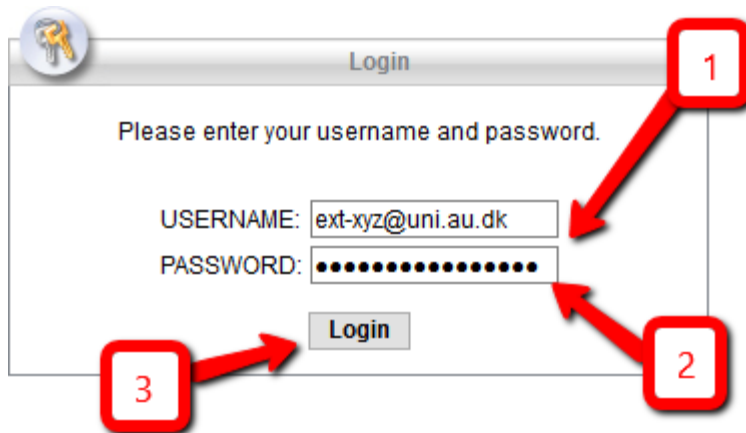 Login
1
Please enter your username and password.
USERNAME: ext-xyz@uni.au.dk
PASSWORD: ••••••••••••••••
Login
2
3